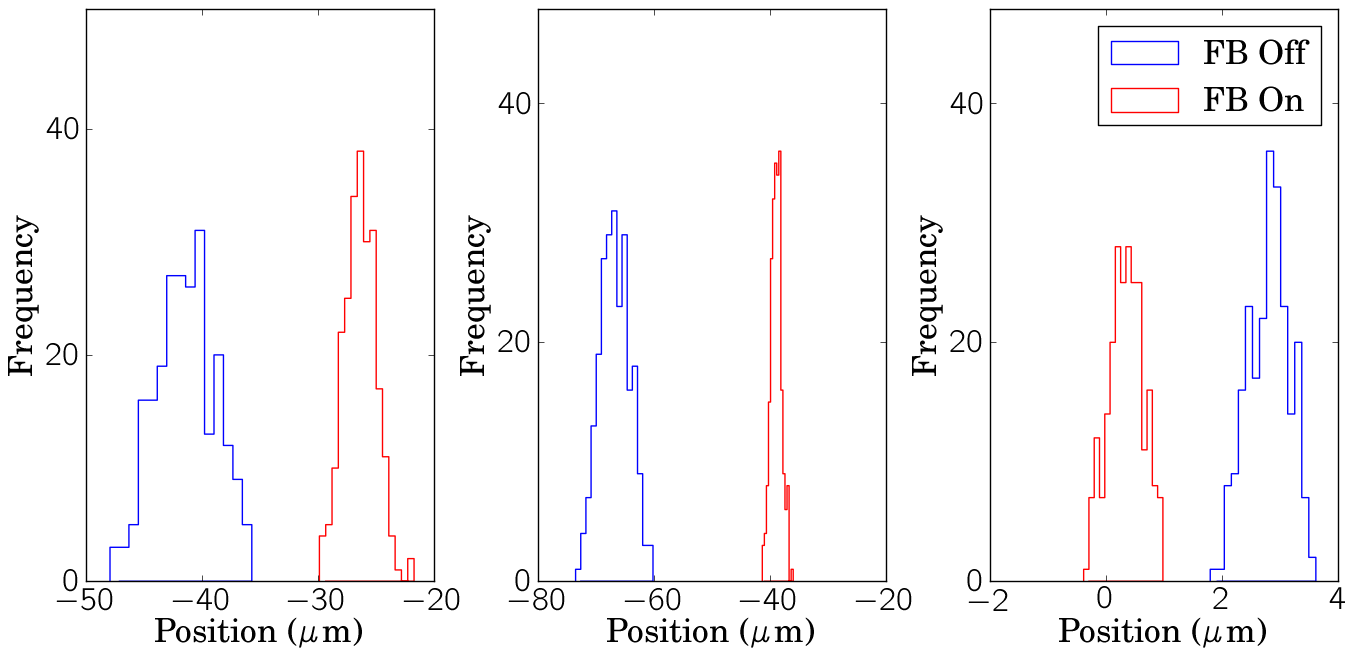 Frequency
40
20
0
−50
−40
−30
−20
Position (μm)
Frequency
40
20
0
−80
−60
−40
−20
Position (μm)
Frequency
40
20
0
−2
0
2
4
Position (μm)
FB Off
FB On